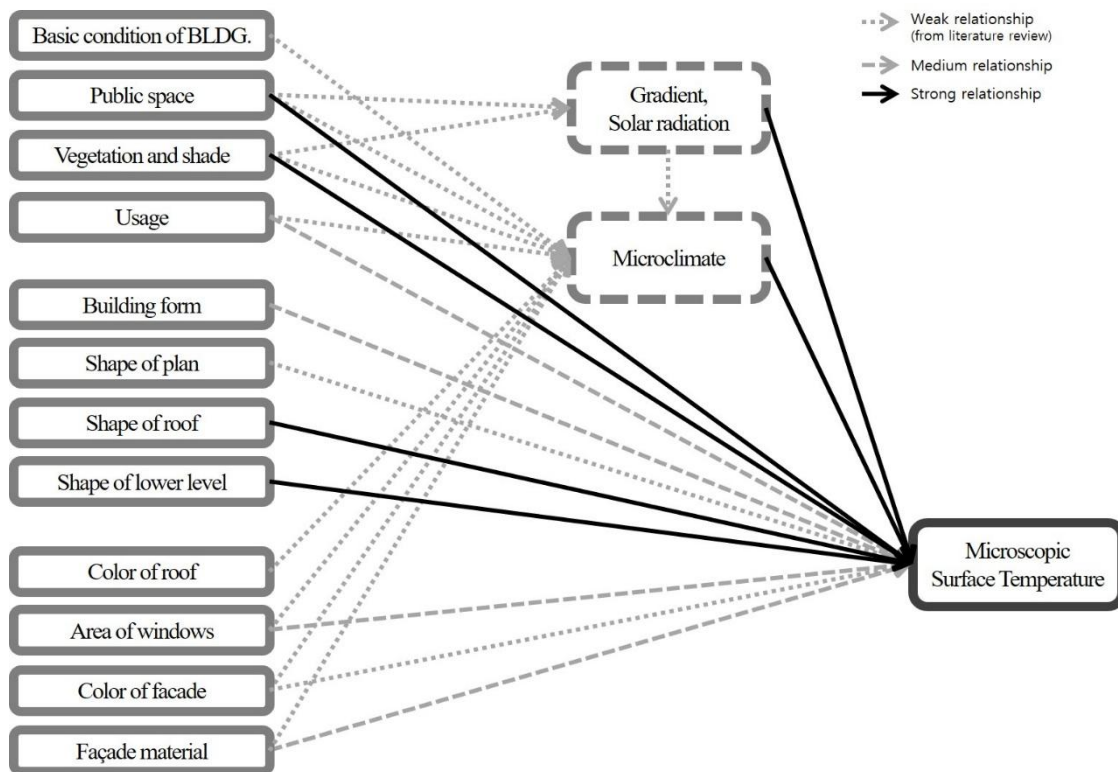 Basic condition of BLDG.
Public space
Vegetation and shade
Usage
Building form
Shape of plan
Shape of roof
Shape of lower level
Color of roof
Area of windows
Color of facade
Façade material
Gradient,
Solar radiation
Microclimate
Weak relationship
(from literature review)
Medium relationship
Strong relationship
Microscopic
Surface Temperature